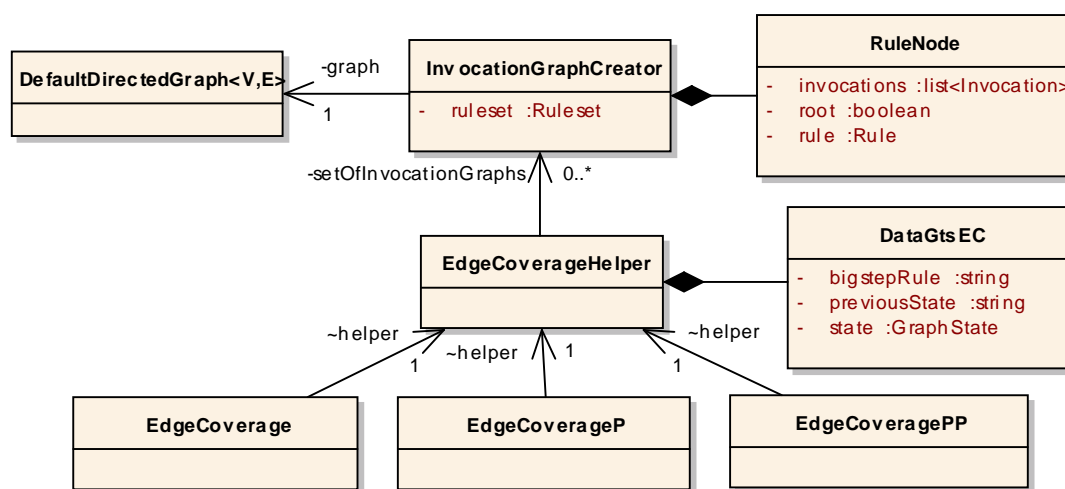 RuleNode
- invocations :list<Invocation>
- root :boolean
- rule :Rule
InvocationGraphCreator
- ruleset :Ruleset
DefaultDirectedGraph<V,E>
-graph
1
-setOfInvocationGraphs
0..*
EdgeCoverageHelper
DataGtsEC
- bigstepRule :string
- previousState :string
- state :GraphState
~helper
1
~helper
1
~helper
1
EdgeCoverage
EdgeCoverageP
EdgeCoveragePP